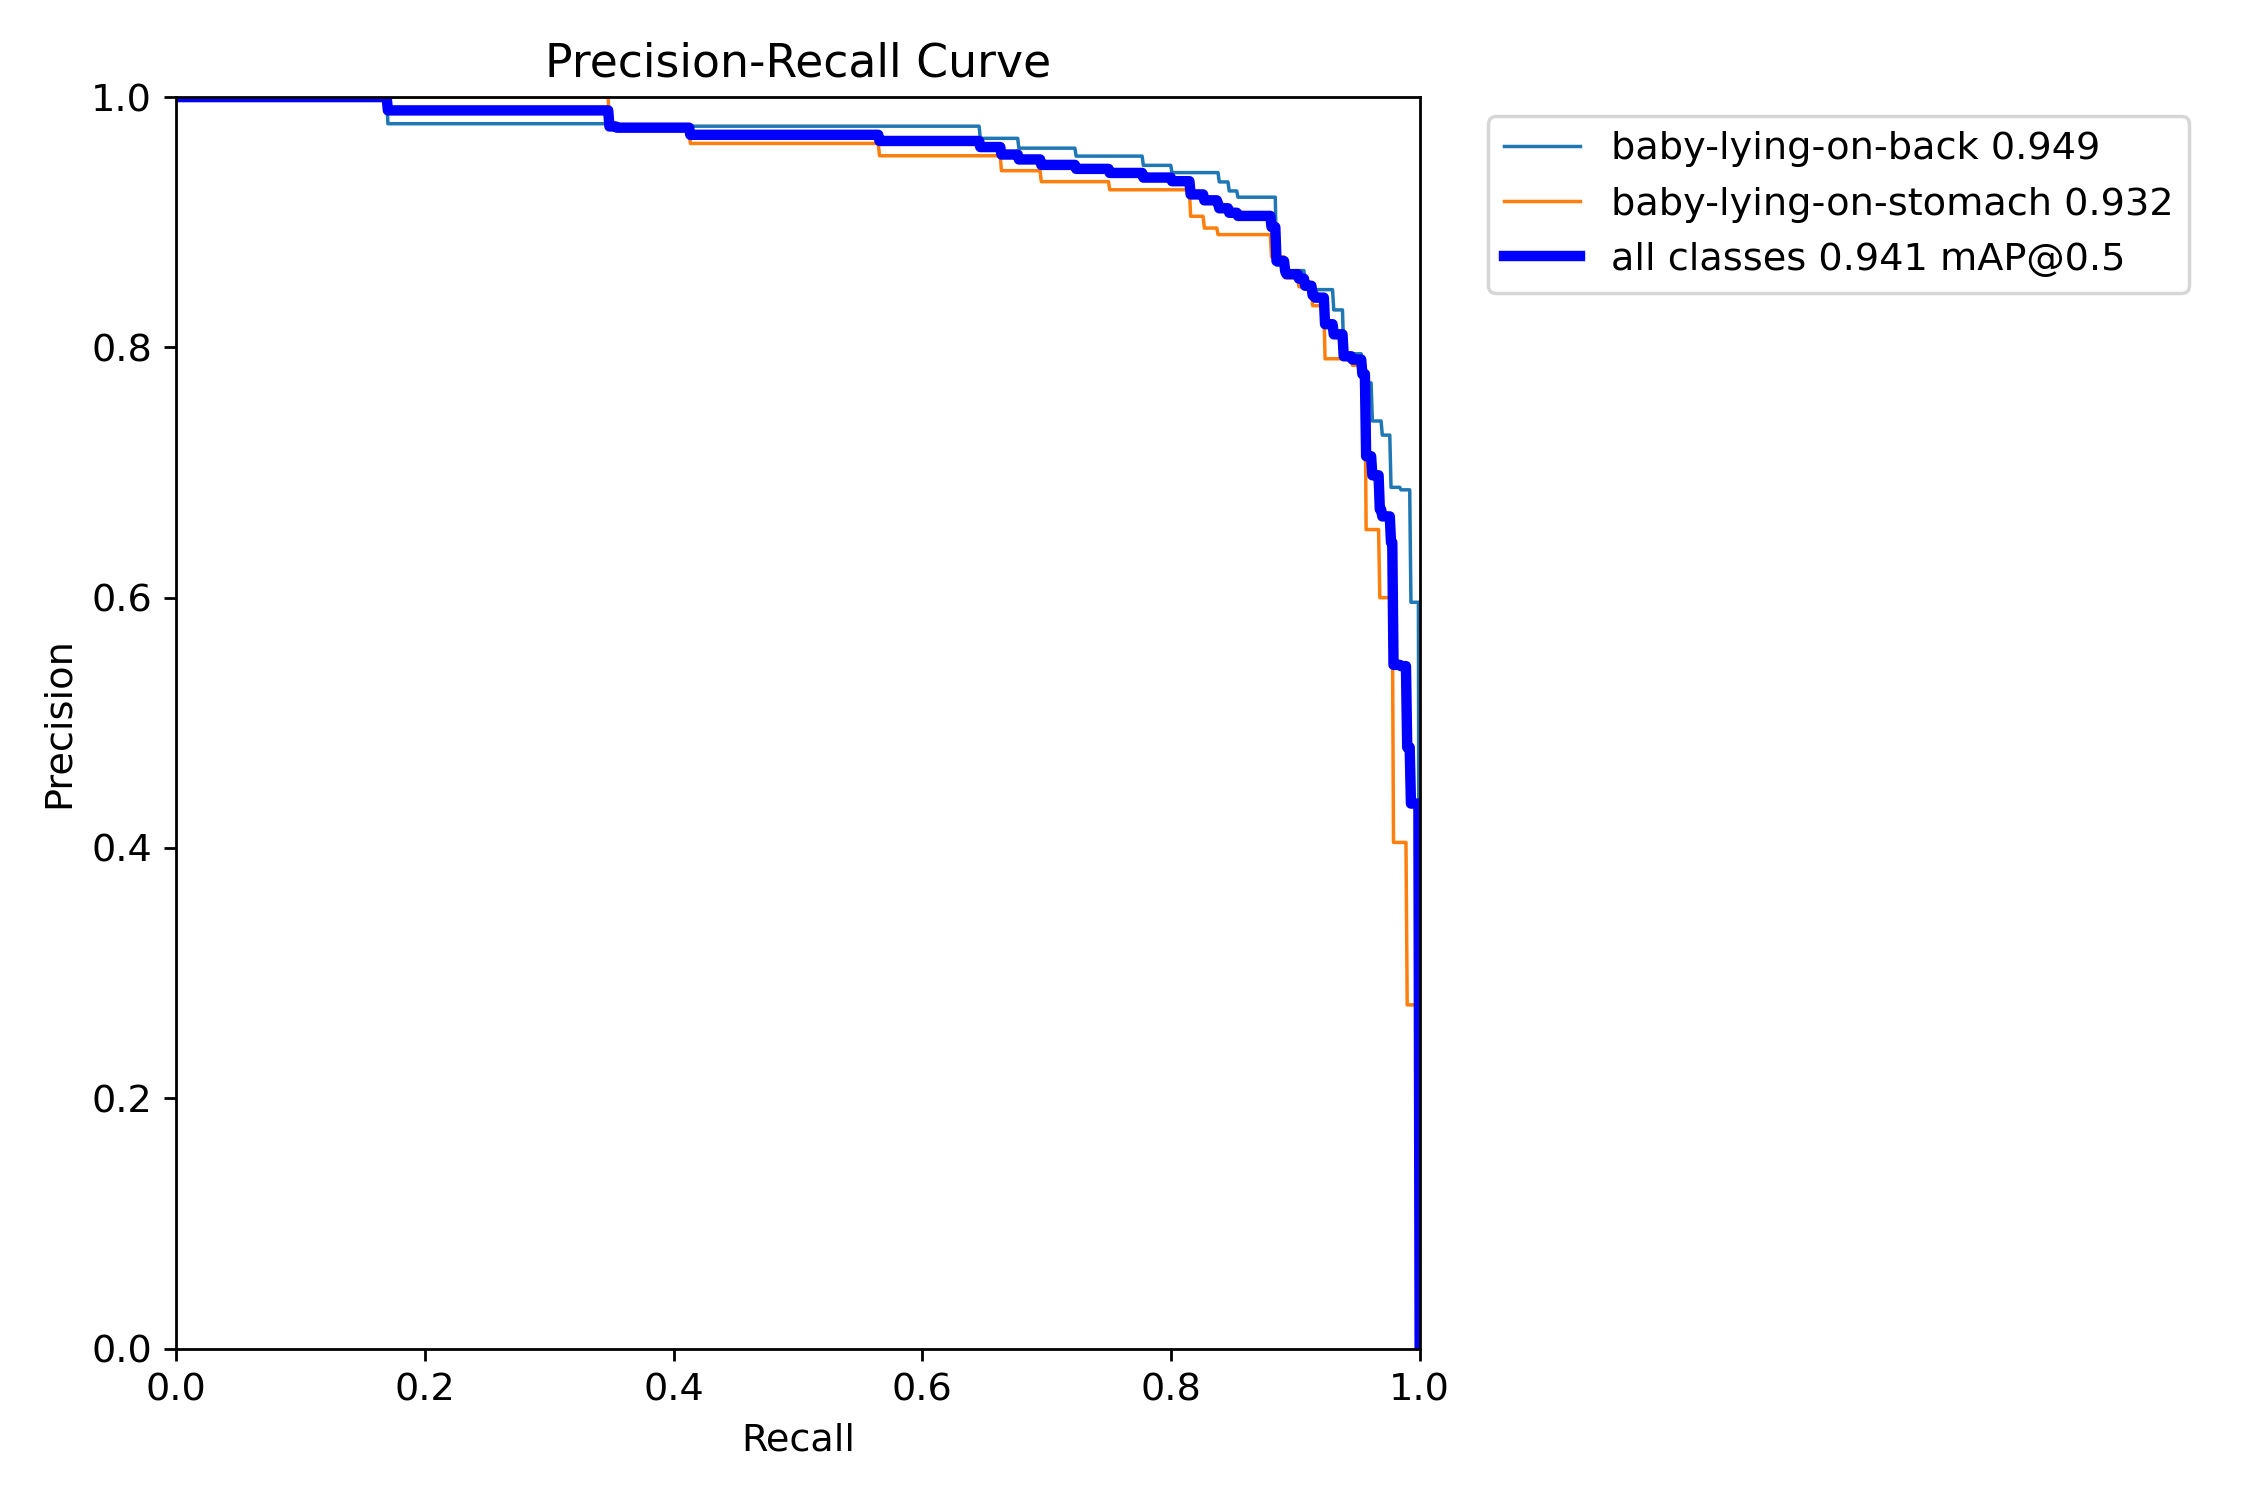 Precision-Recall Curve
1.0
0.8
0.6
0.4
0.2
0.0
Precision
0.0 0.2 0.4 0.6 0.8 1.0
Recall
baby-lying-on-back 0.949
baby-lying-on-stomach 0.932
all classes 0.941 mAP@0.5